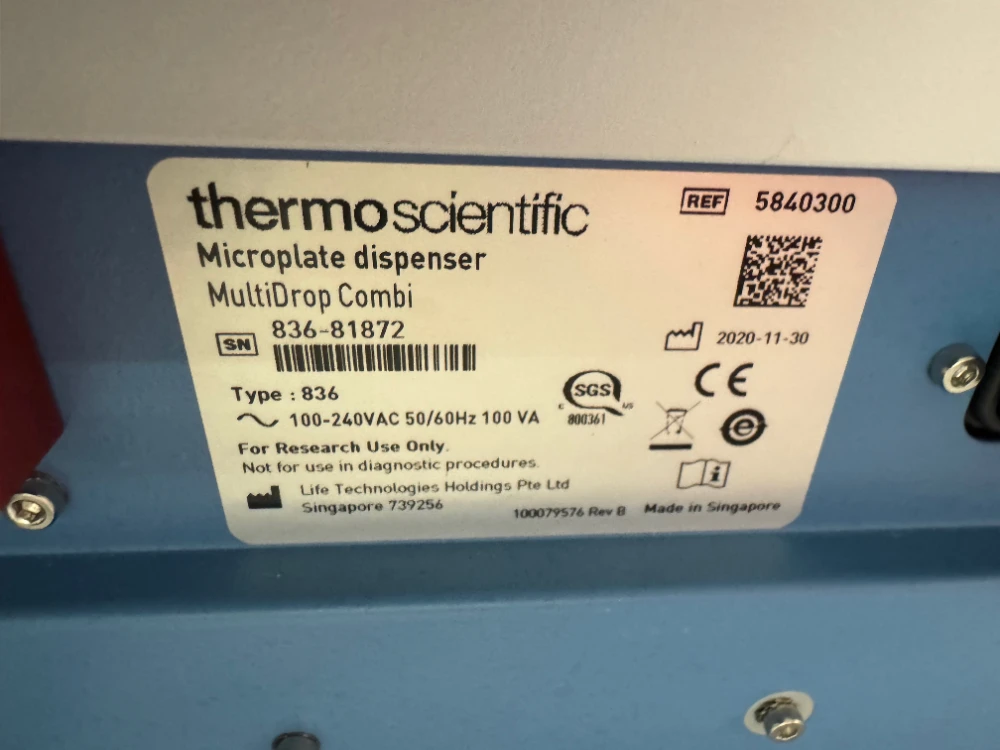 thermo scientific
REF 5840300
Microplate dispenser
MultiDrop Combi
SN 836-81872
2020-11-30
Type : 836
100-240VAC 50/60Hz 100 VA
SGS
c us
800361
CE
e
For Research Use Only.
Not for use in diagnostic procedures.
i
Life Technologies Holdings Pte Ltd
Singapore 739256
100079576 Rev B
Made in Singapore